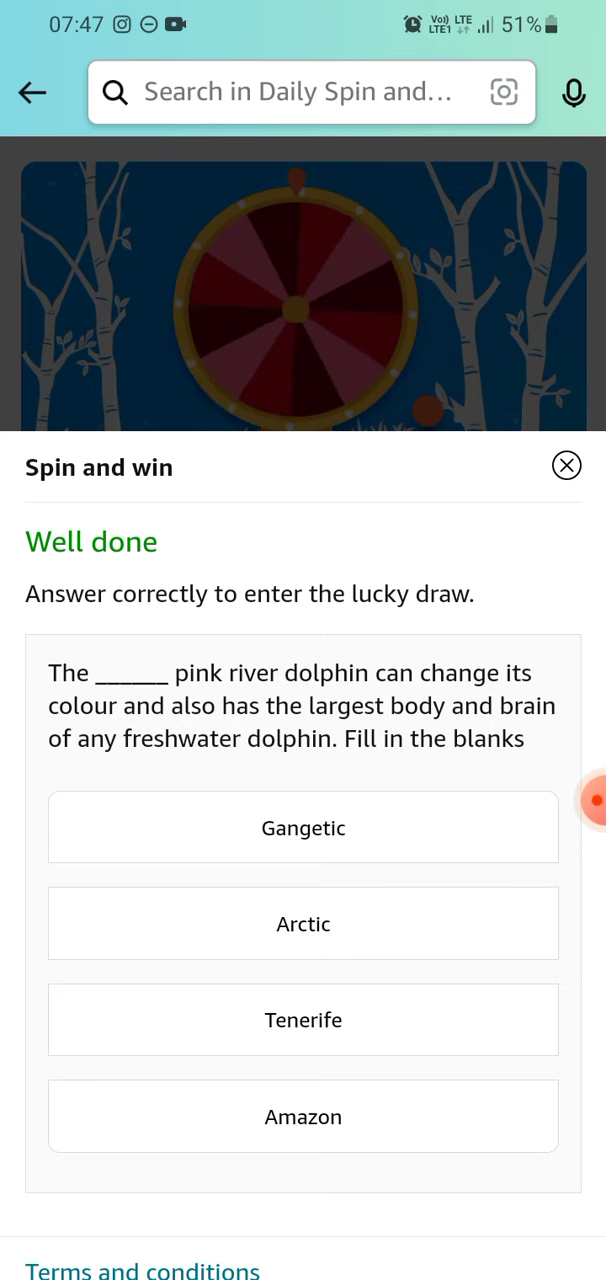 07:47 Vo)) LTE LTE1 51%
Search in Daily Spin and...
Spin and win
Well done
Answer correctly to enter the lucky draw.
The ______ pink river dolphin can change its
colour and also has the largest body and brain
of any freshwater dolphin. Fill in the blanks
Gangetic
Arctic
Tenerife
Amazon
Terms and conditions